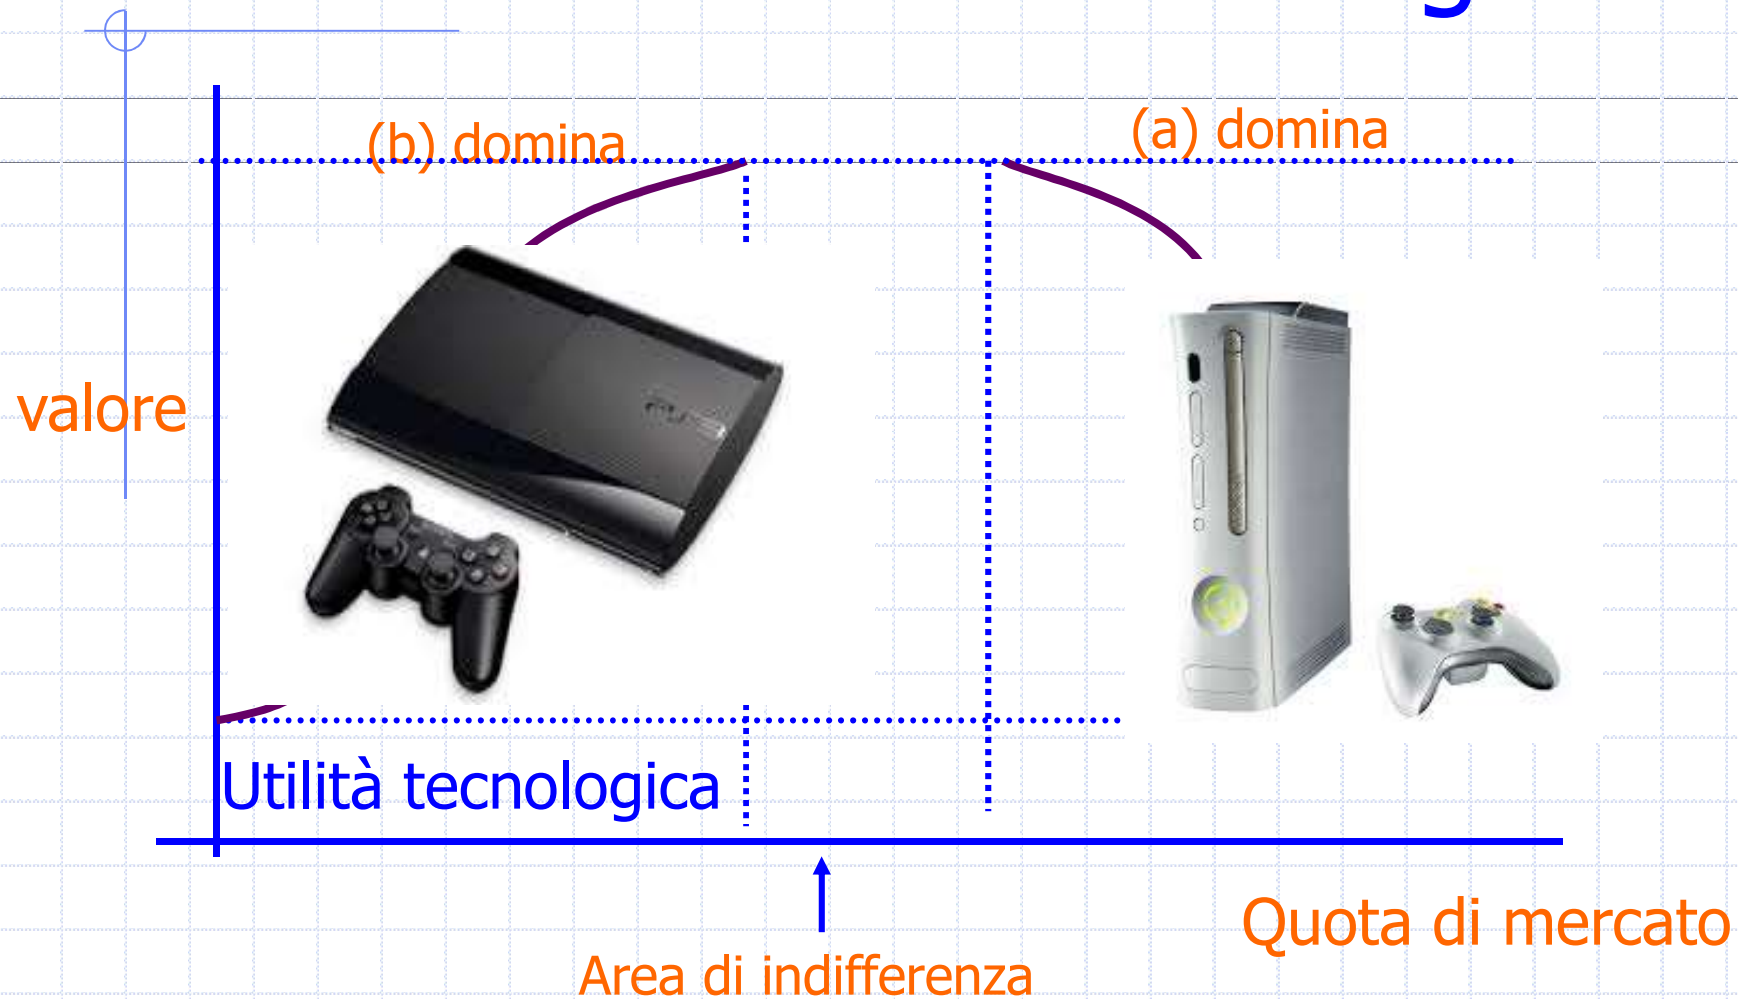 (b) domina
(a) domina
valore
Utilità tecnologica
Quota di mercato
Area di indifferenza